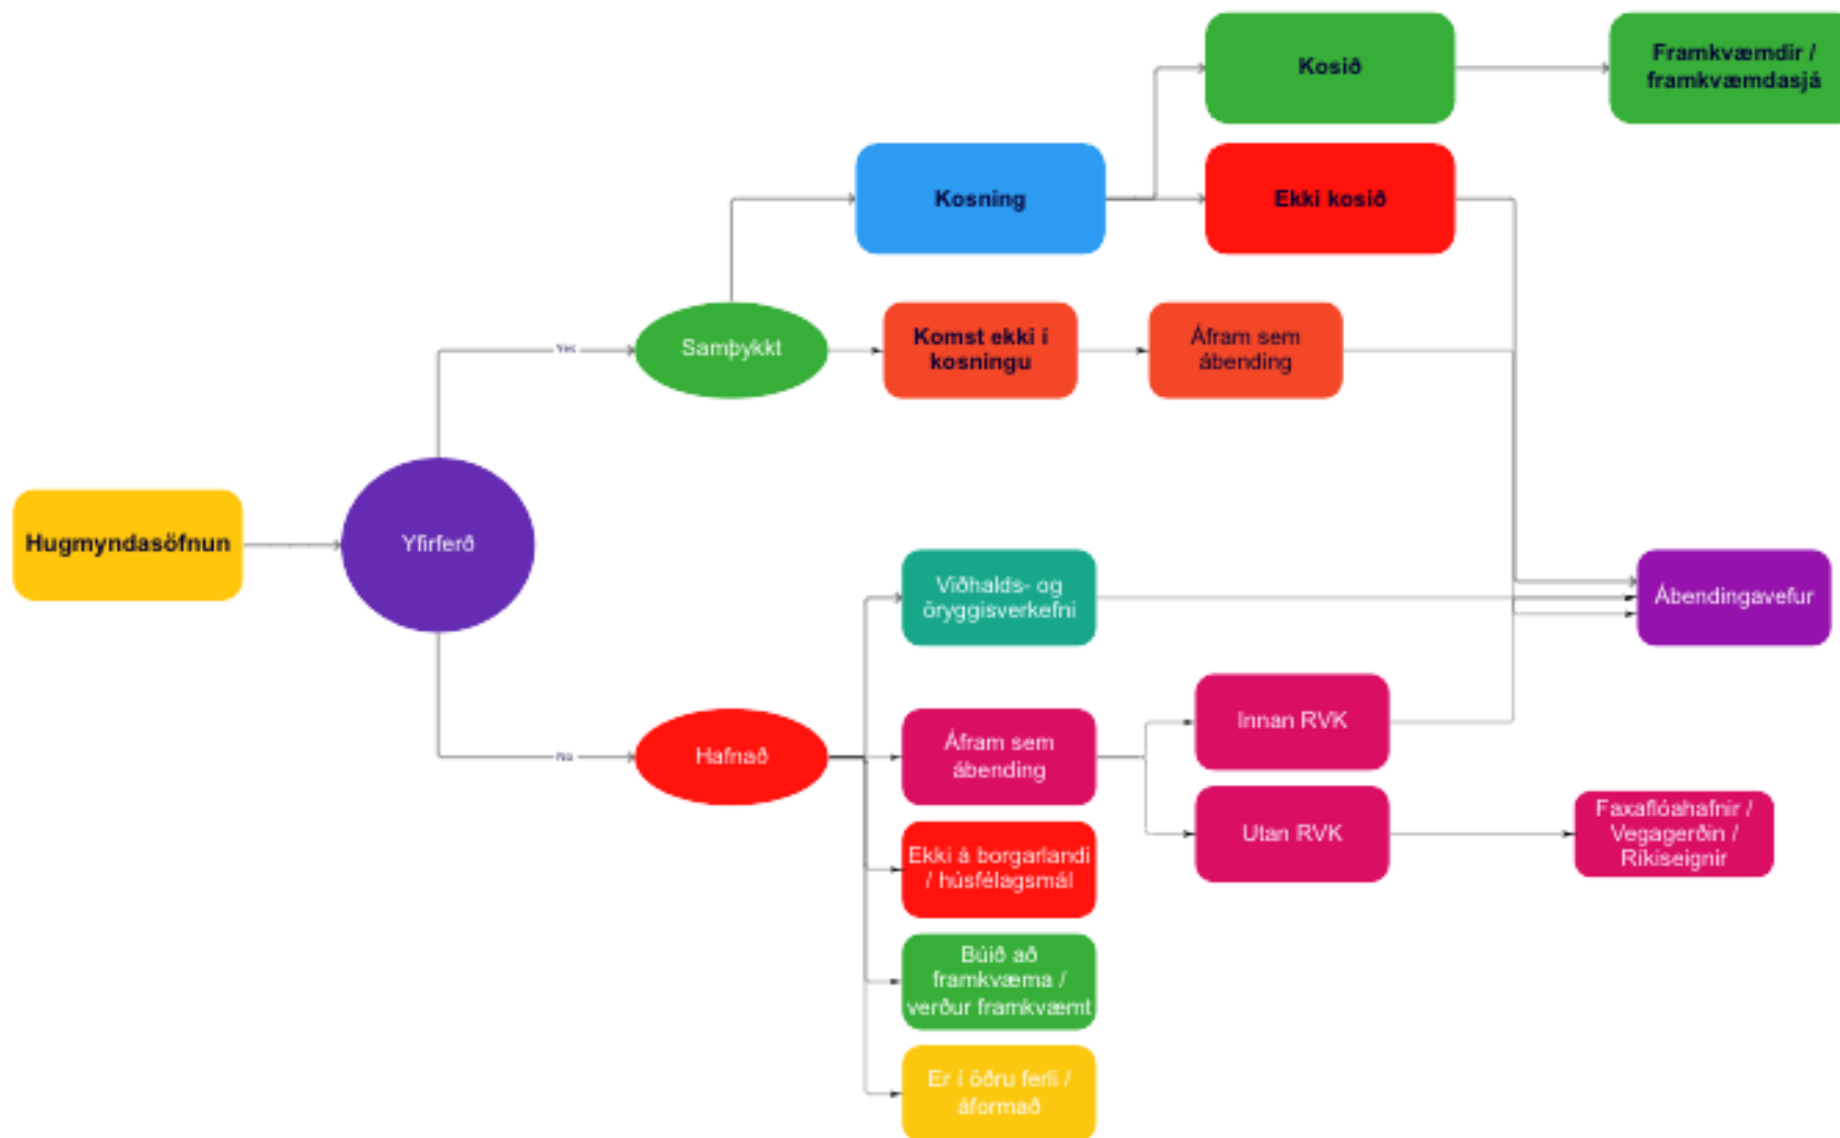 Kosið
Framkvæmdir /
framkvæmdasjá
Kosning
Ekki kosið
Yes
Samþykkt
Komst ekki í
kosningu
Áfram sem
ábending
Hugmyndasöfnun
Yfirferð
Viðhalds- og
öryggisverkefni
Ábendingavefur
No
Hafnað
Áfram sem
ábending
Innan RVK
Utan RVK
Faxaflóahafnir /
Vegagerðin /
Ríkiseignir
Ekki á borgarlandi
/ húsfélagsmál
Búið að
framkvæma /
verður framkvæmt
Er í öðru ferli /
áformað